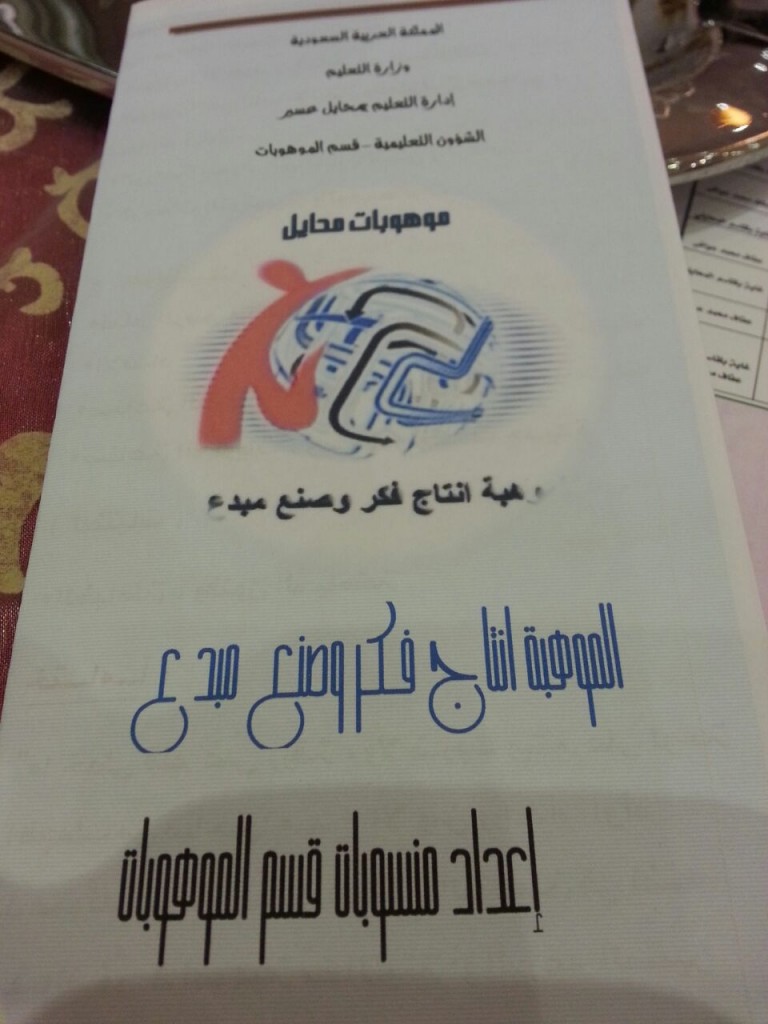 المملكة العربية السعودية
وزارة التعليم
إدارة التعليم بمحايل عسير
الشؤون التعليمية - قسم الموهوبات
موهوبات محايل
هبة انتاج فكر وصنع مبدع
الموهبة انتاج فكر وصنع مبدع
إعداد منسوبات قسم الموهوبات